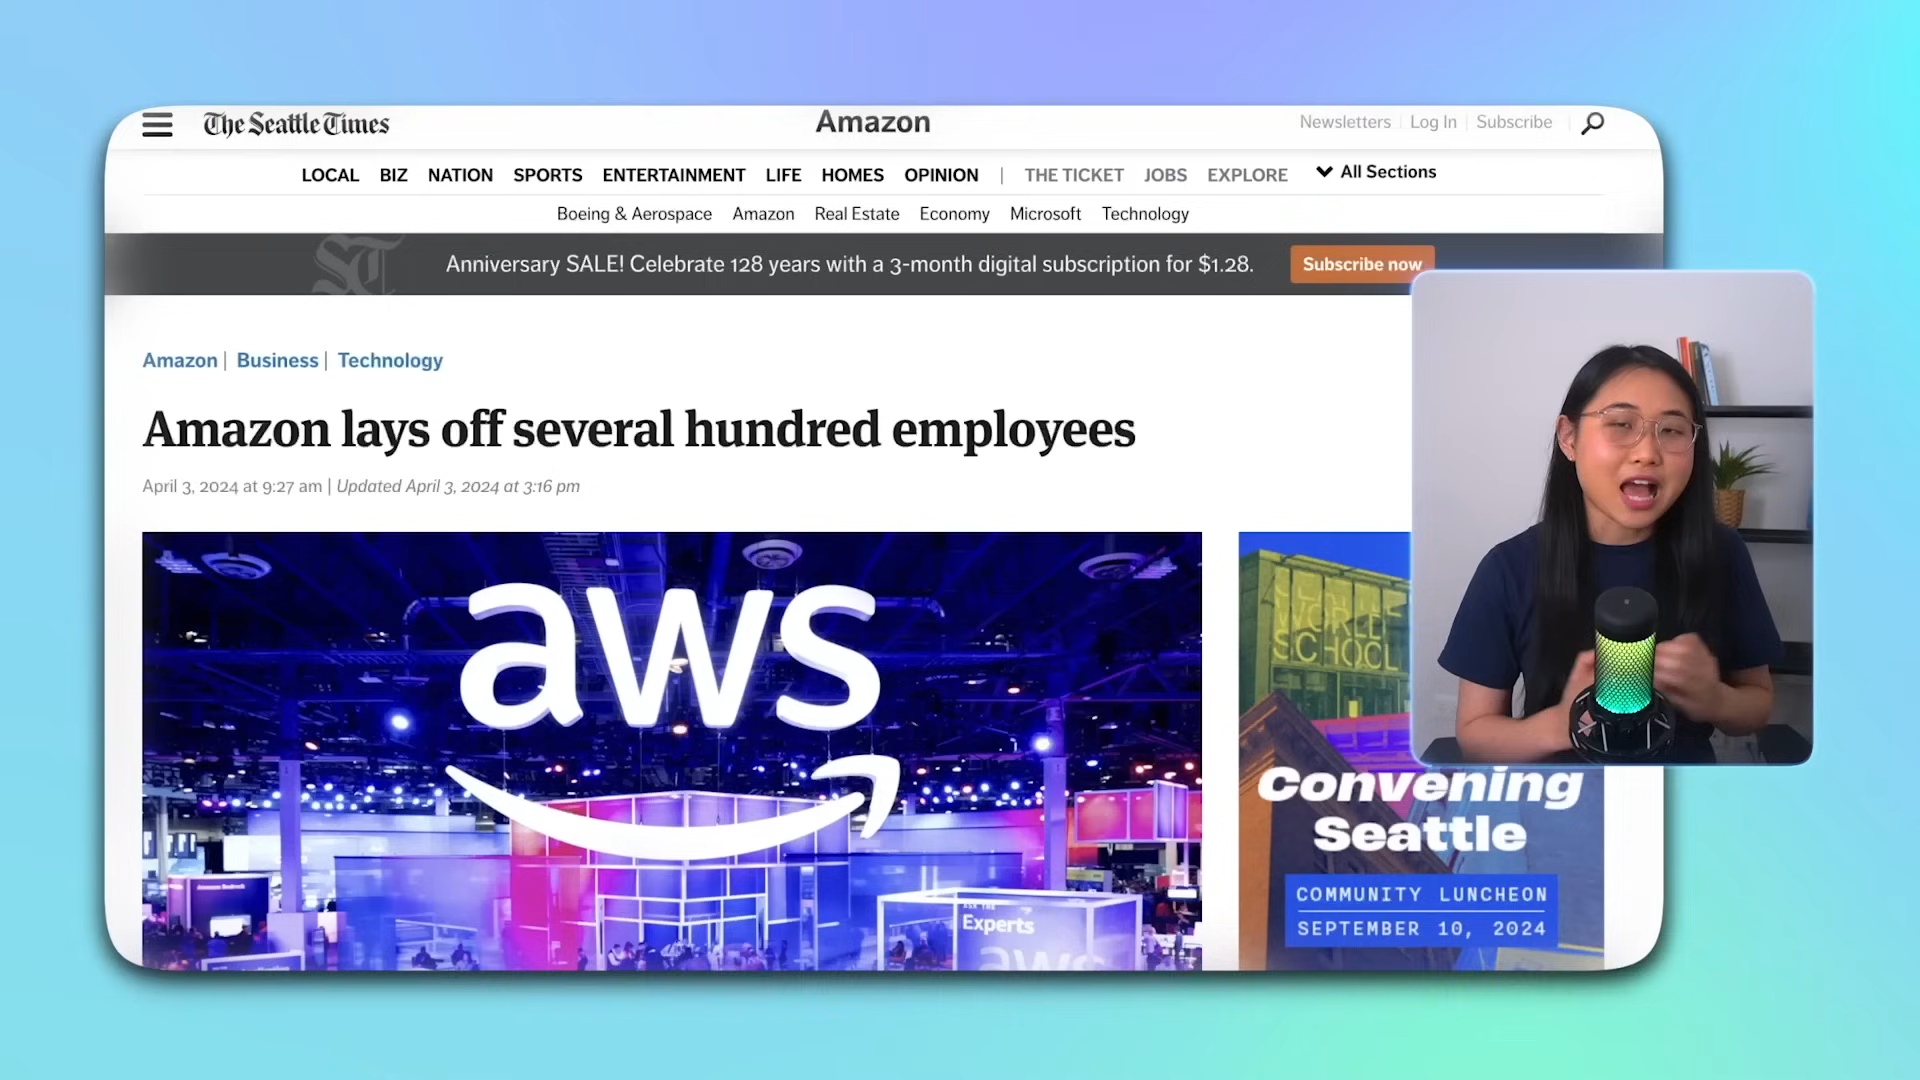 The Seattle Times
Amazon
Newsletters | Log In | Subscribe
LOCAL BIZ NATION SPORTS ENTERTAINMENT LIFE HOMES OPINION | THE TICKET JOBS EXPLORE All Sections
Boeing & Aerospace Amazon Real Estate Economy Microsoft Technology
Anniversary SALE! Celebrate 128 years with a 3-month digital subscription for $1.28.
Subscribe now
Amazon | Business | Technology
Amazon lays off several hundred employees
April 3, 2024 at 9:27 am | Updated April 3, 2024 at 3:16 pm
aws
Experts
aws
WORLD
SCHOOL
Convening
Seattle
COMMUNITY LUNCHEON
SEPTEMBER 10, 2024